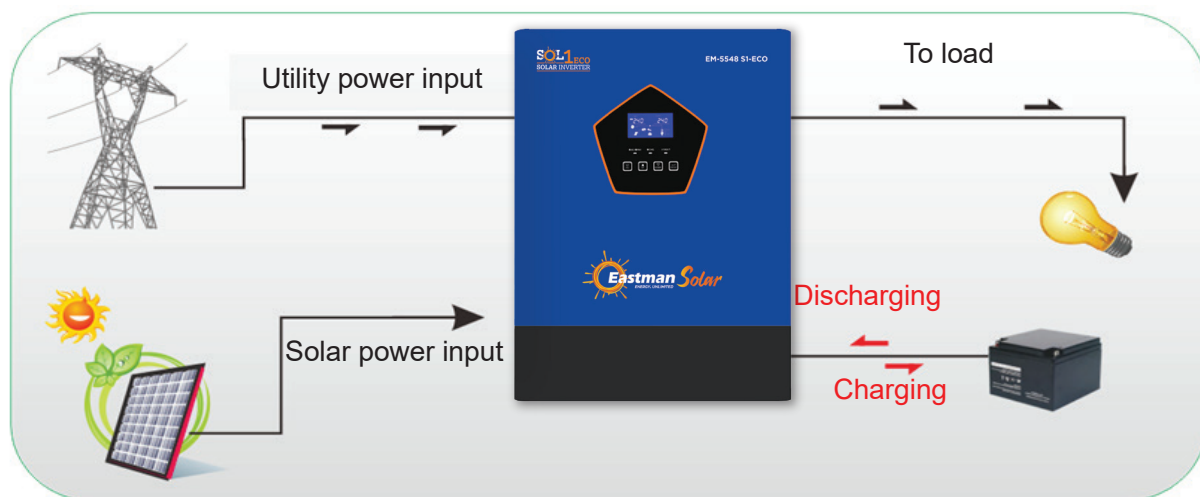 Utility power input
SOL1 ECO
SOLAR INVERTER
EM-5548 S1-ECO
To load
Eastman Solar
ENERGY, UNLIMITED
Solar power input
Discharging
Charging